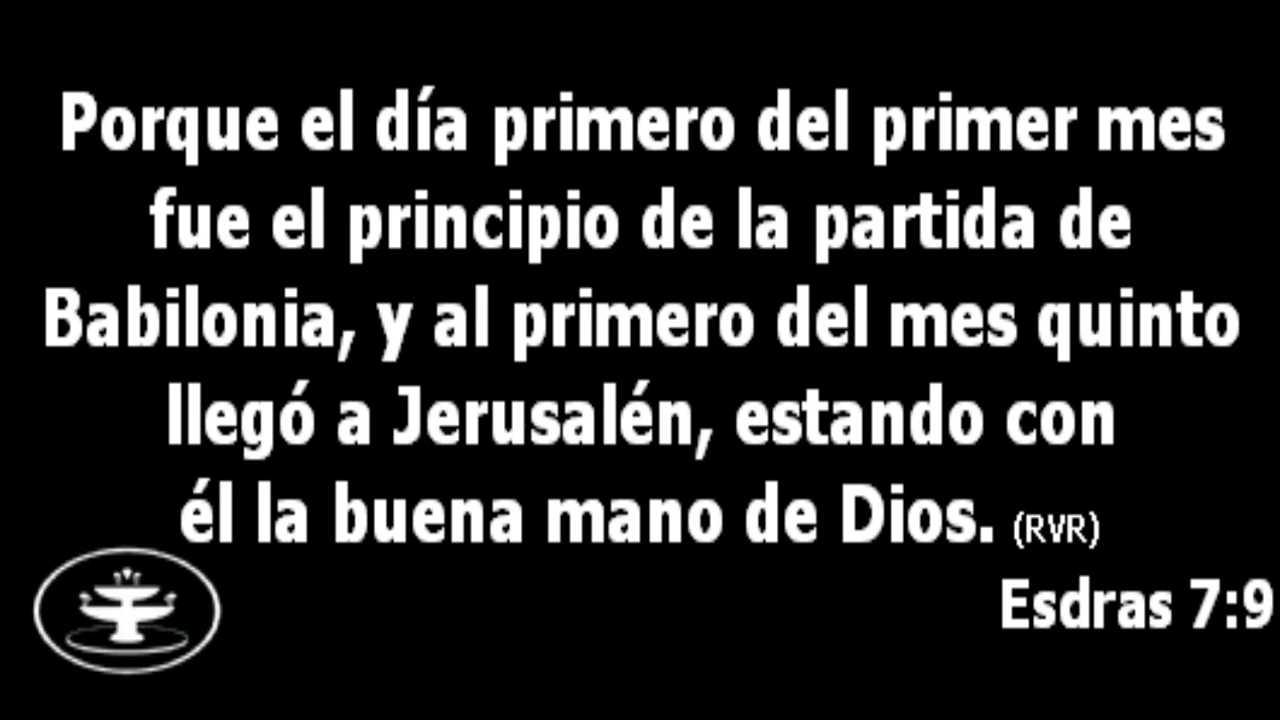 Porque el día primero del primer mes
fue el principio de la partida de
Babilonia, y al primero del mes quinto
llegó a Jerusalén, estando con
él la buena mano de Dios. (RVR)
Esdras 7:9